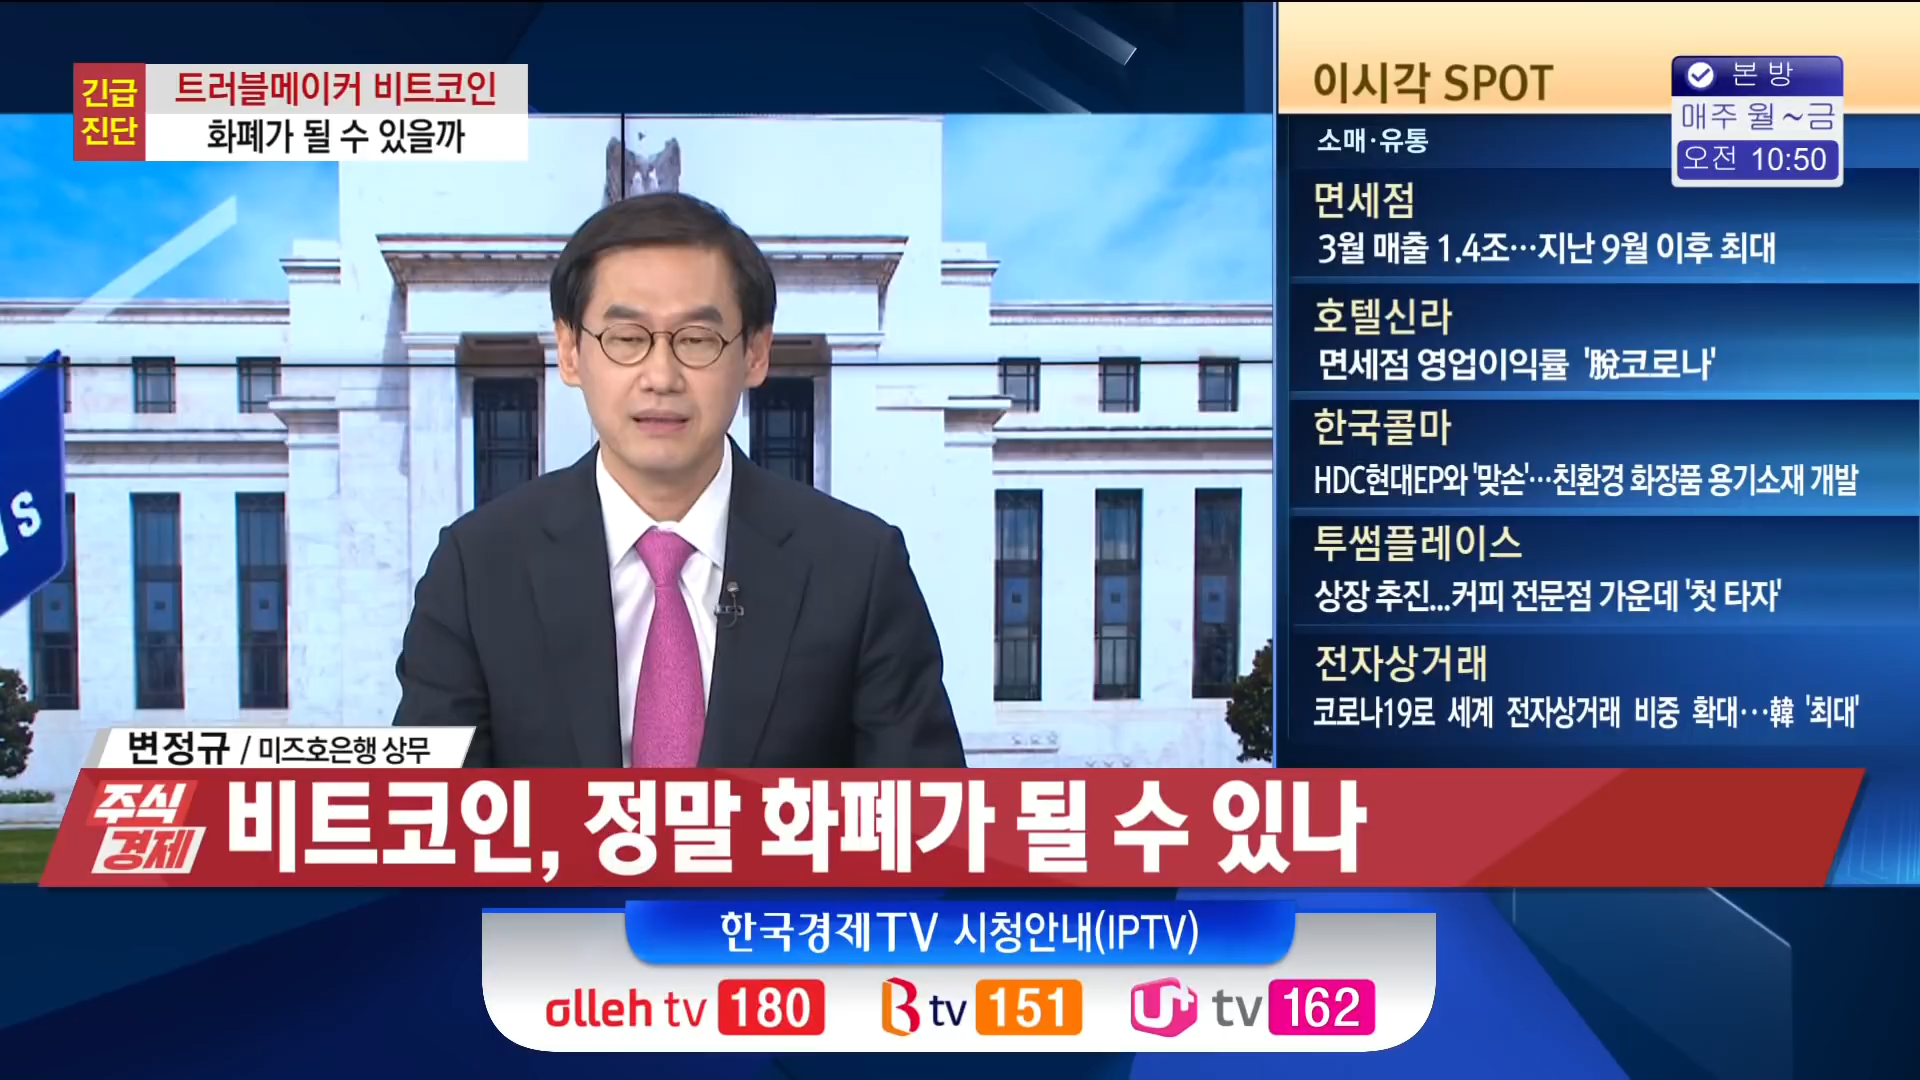 긴급
진단
트러블메이커 비트코인
화폐가 될 수 있을까
이시각 SPOT
본 방
매주 월~금
오전 10:50
소매·유통
면세점
3월 매출 1.4조…지난 9월 이후 최대
호텔신라
면세점 영업이익률 '脫코로나'
한국콜마
HDC현대EP와 '맞손'…친환경 화장품 용기소재 개발
투썸플레이스
상장 추진...커피 전문점 가운데 '첫 타자'
전자상거래
코로나19로 세계 전자상거래 비중 확대…韓 '최대'
변정규 / 미즈호은행 상무
주식
경제
비트코인, 정말 화폐가 될 수 있나
한국경제TV 시청안내(IPTV)
olleh tv 180
B tv 151
U+ tv 162